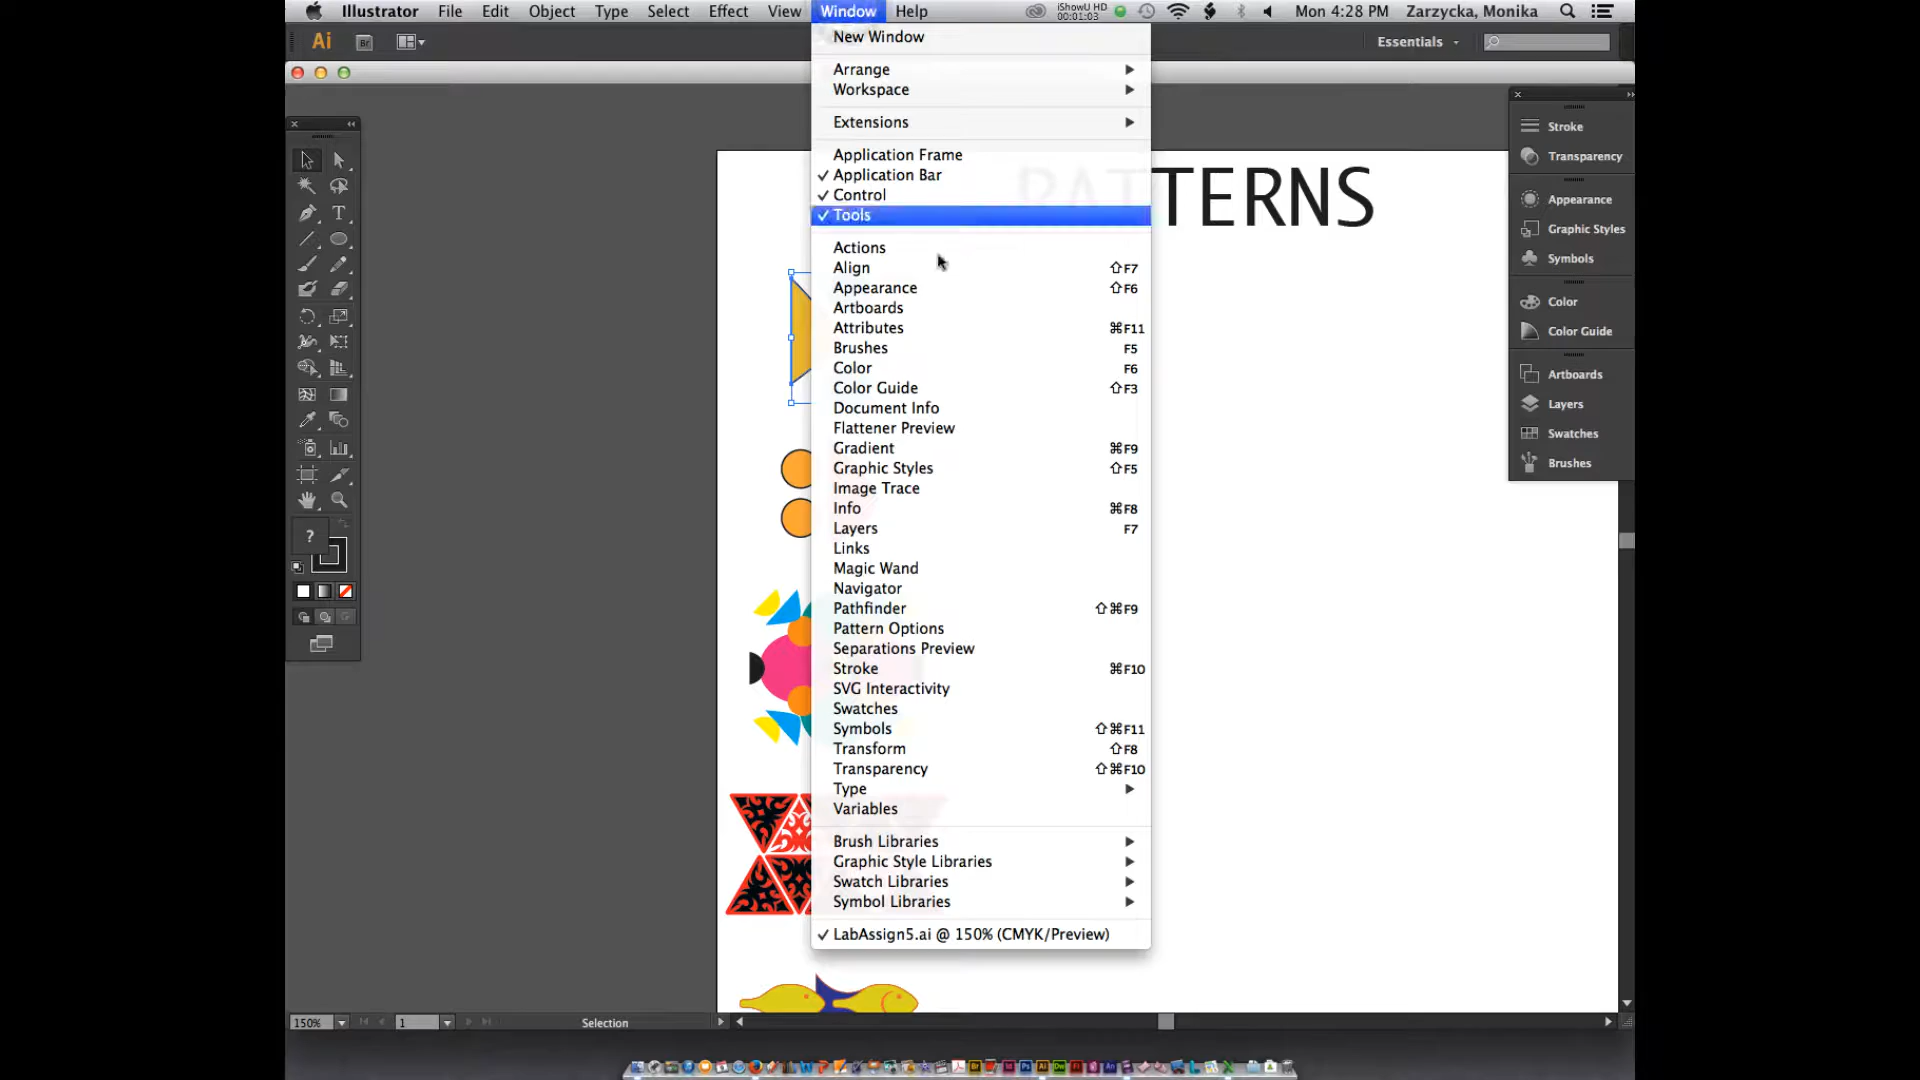 Illustrator File Edit Object Type Select Effect View Window Help iShowU HD 00:01:03 Mon 4:28 PM Zarzycka, Monika
Ai Br Essentials
New Window
Arrange
Workspace
Extensions
Application Frame
✓ Application Bar
✓ Control
✓ Tools
Actions
Align ⇧F7
Appearance ⇧F6
Artboards
Attributes ⌘F11
Brushes F5
Color F6
Color Guide ⇧F3
Document Info
Flattener Preview
Gradient ⌘F9
Graphic Styles ⇧F5
Image Trace
Info ⌘F8
Layers F7
Links
Magic Wand
Navigator
Pathfinder ⇧⌘F9
Pattern Options
Separations Preview
Stroke ⌘F10
SVG Interactivity
Swatches
Symbols ⇧⌘F11
Transform ⇧F8
Transparency ⇧⌘F10
Type
Variables
Brush Libraries
Graphic Style Libraries
Swatch Libraries
Symbol Libraries
✓ LabAssign5.ai @ 150% (CMYK/Preview)
PATTERNS
Stroke
Transparency
Appearance
Graphic Styles
Symbols
Color
Color Guide
Artboards
Layers
Swatches
Brushes
T
?
150% 1 Selection